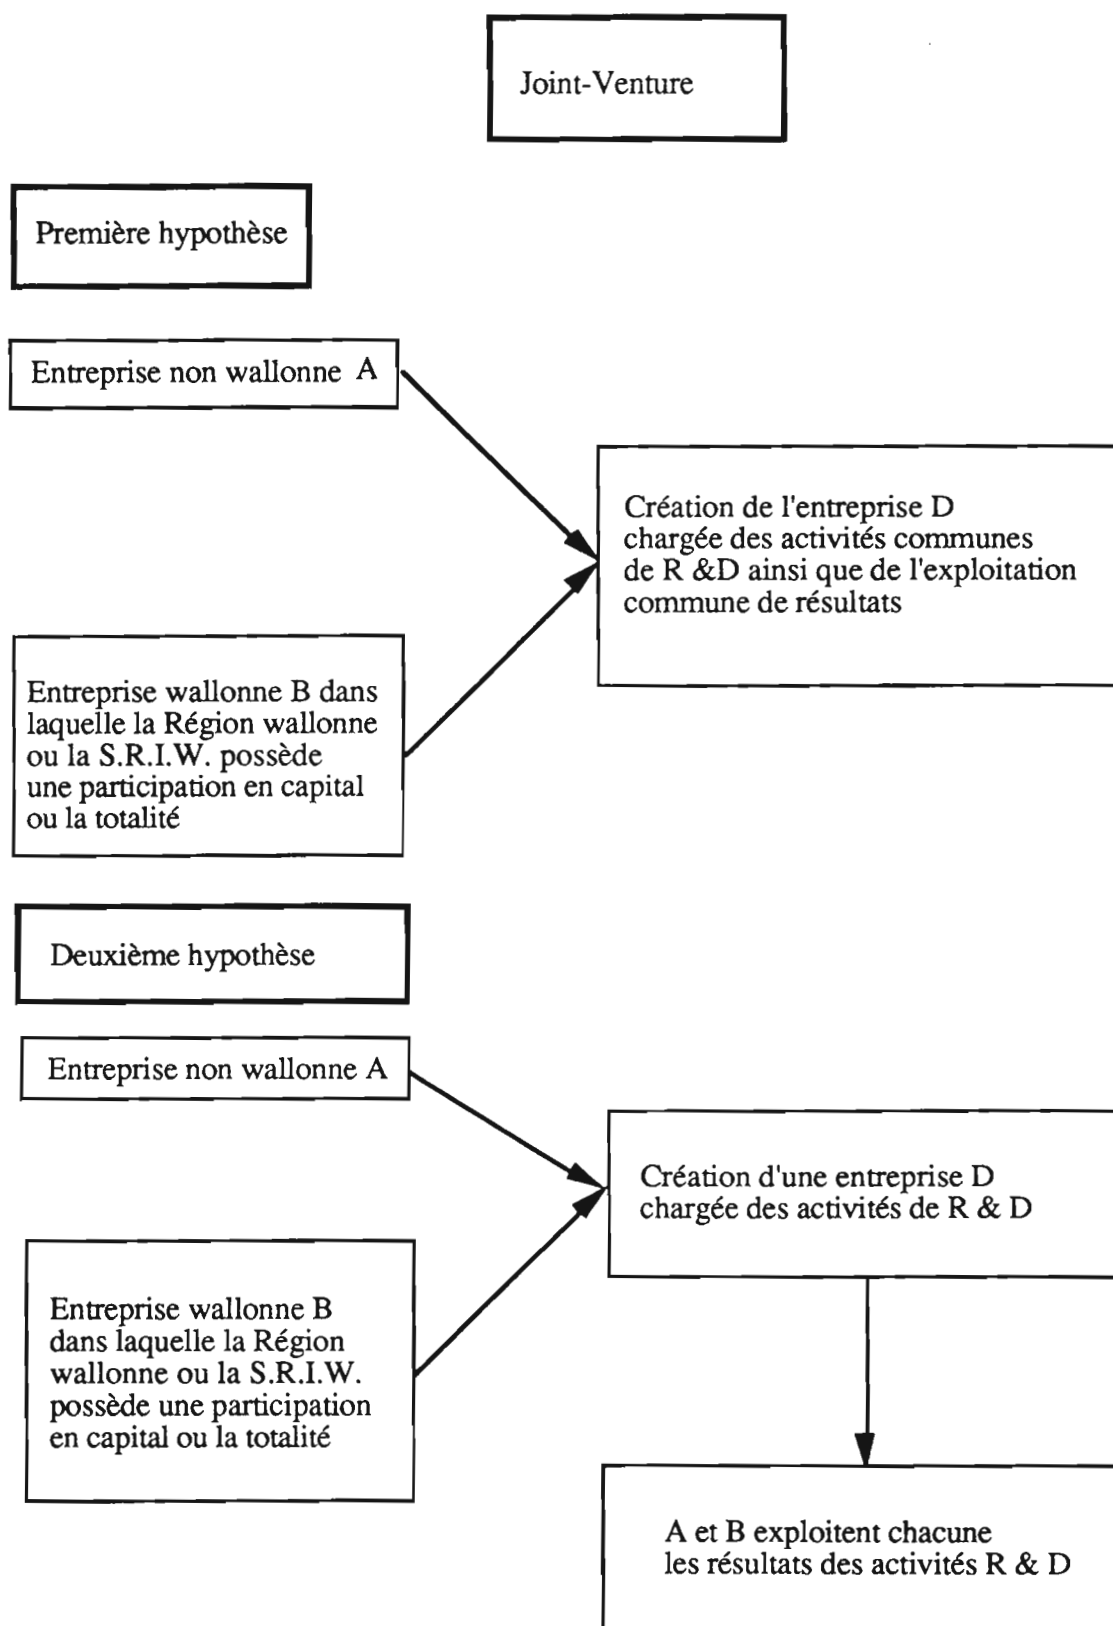 Joint-Venture
Première hypothèse
Entreprise non wallonne A
Création de l'entreprise D
chargée des activités communes
de R &D ainsi que de l'exploitation
commune de résultats
Entreprise wallonne B dans
laquelle la Région wallonne
ou la S.R.I.W. possède
une participation en capital
ou la totalité
Deuxième hypothèse
Entreprise non wallonne A
Création d'une entreprise D
chargée des activités de R & D
Entreprise wallonne B
dans laquelle la Région
wallonne ou la S.R.I.W.
possède une participation
en capital ou la totalité
A et B exploitent chacune
les résultats des activités R & D